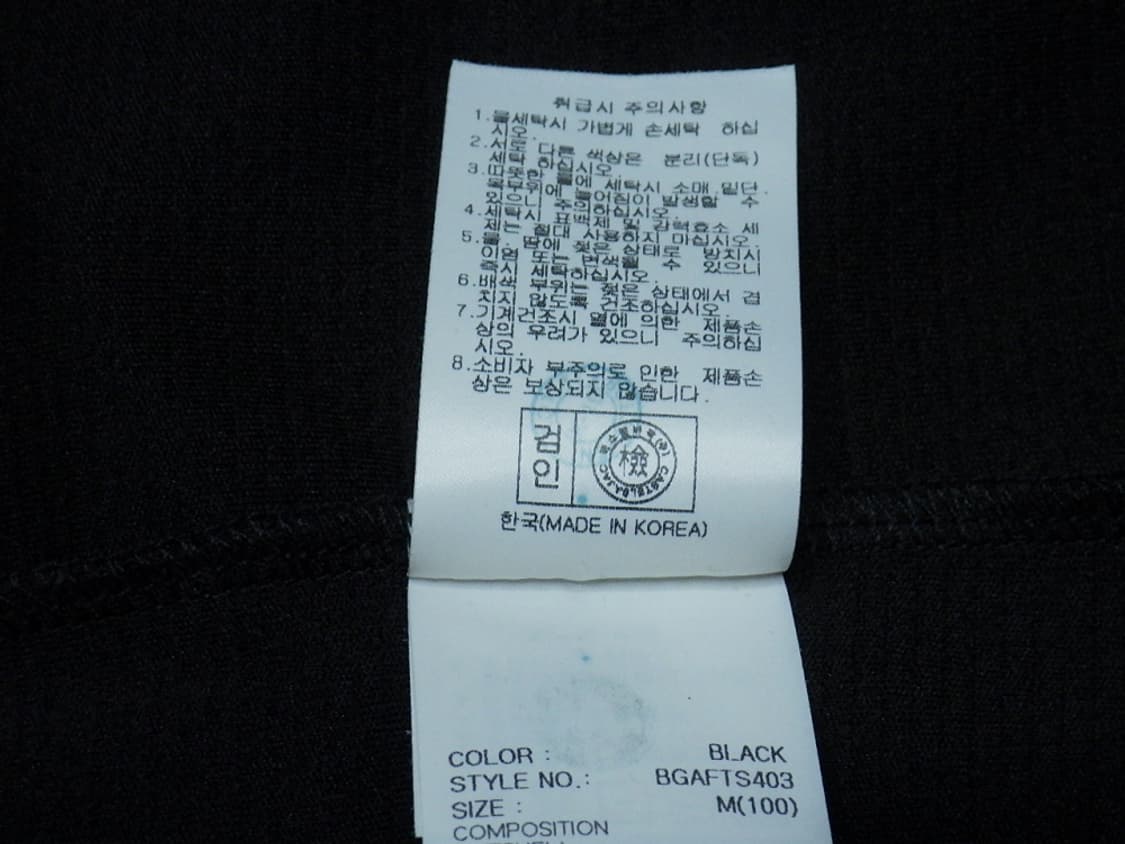 취급시 주의사항
1.물세탁시 가볍게 손세탁 하십
시오.
2.서로 다른 색상은 분리(단독)
세탁 하십시오.
3.따뜻한 물에 세탁시 소매.밑단.
목부위에 늘어짐이 발생할 수
있으니 주의하십시오.
4.세탁시 표백제 및 강력효소 세
제는 절대 사용하지 마십시오.
5.물. 땀에 젖은 상태로 방치시
이염 또는 변색될 수 있으니
즉시 세탁하십시오.
6.배색 부위는 젖은 상태에서 겹
치지 않도록 건조하십시오.
7.기계건조시 열에 의한 제품손
상의 우려가 있으니 주의하십
시오.
8.소비자 부주의로 인한 제품손
상은 보상되지 않습니다.
검
인
檢
CASTELBAJAC
한국(MADE IN KOREA)
COLOR : BLACK
STYLE NO.: BGAFTS403
SIZE : M(100)
COMPOSITION